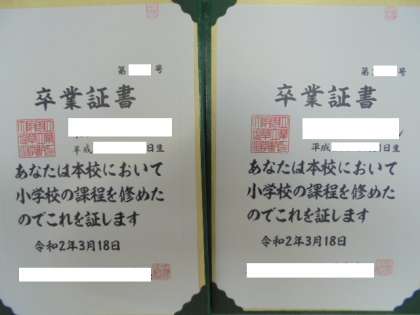 第 号
卒業証書
平成 日生
あなたは本校において
小学校の課程を修めた
のでこれを証します
令和2年3月18日
第 号
卒業証書
平成 日生
あなたは本校において
小学校の課程を修めた
のでこれを証します
令和2年3月18日